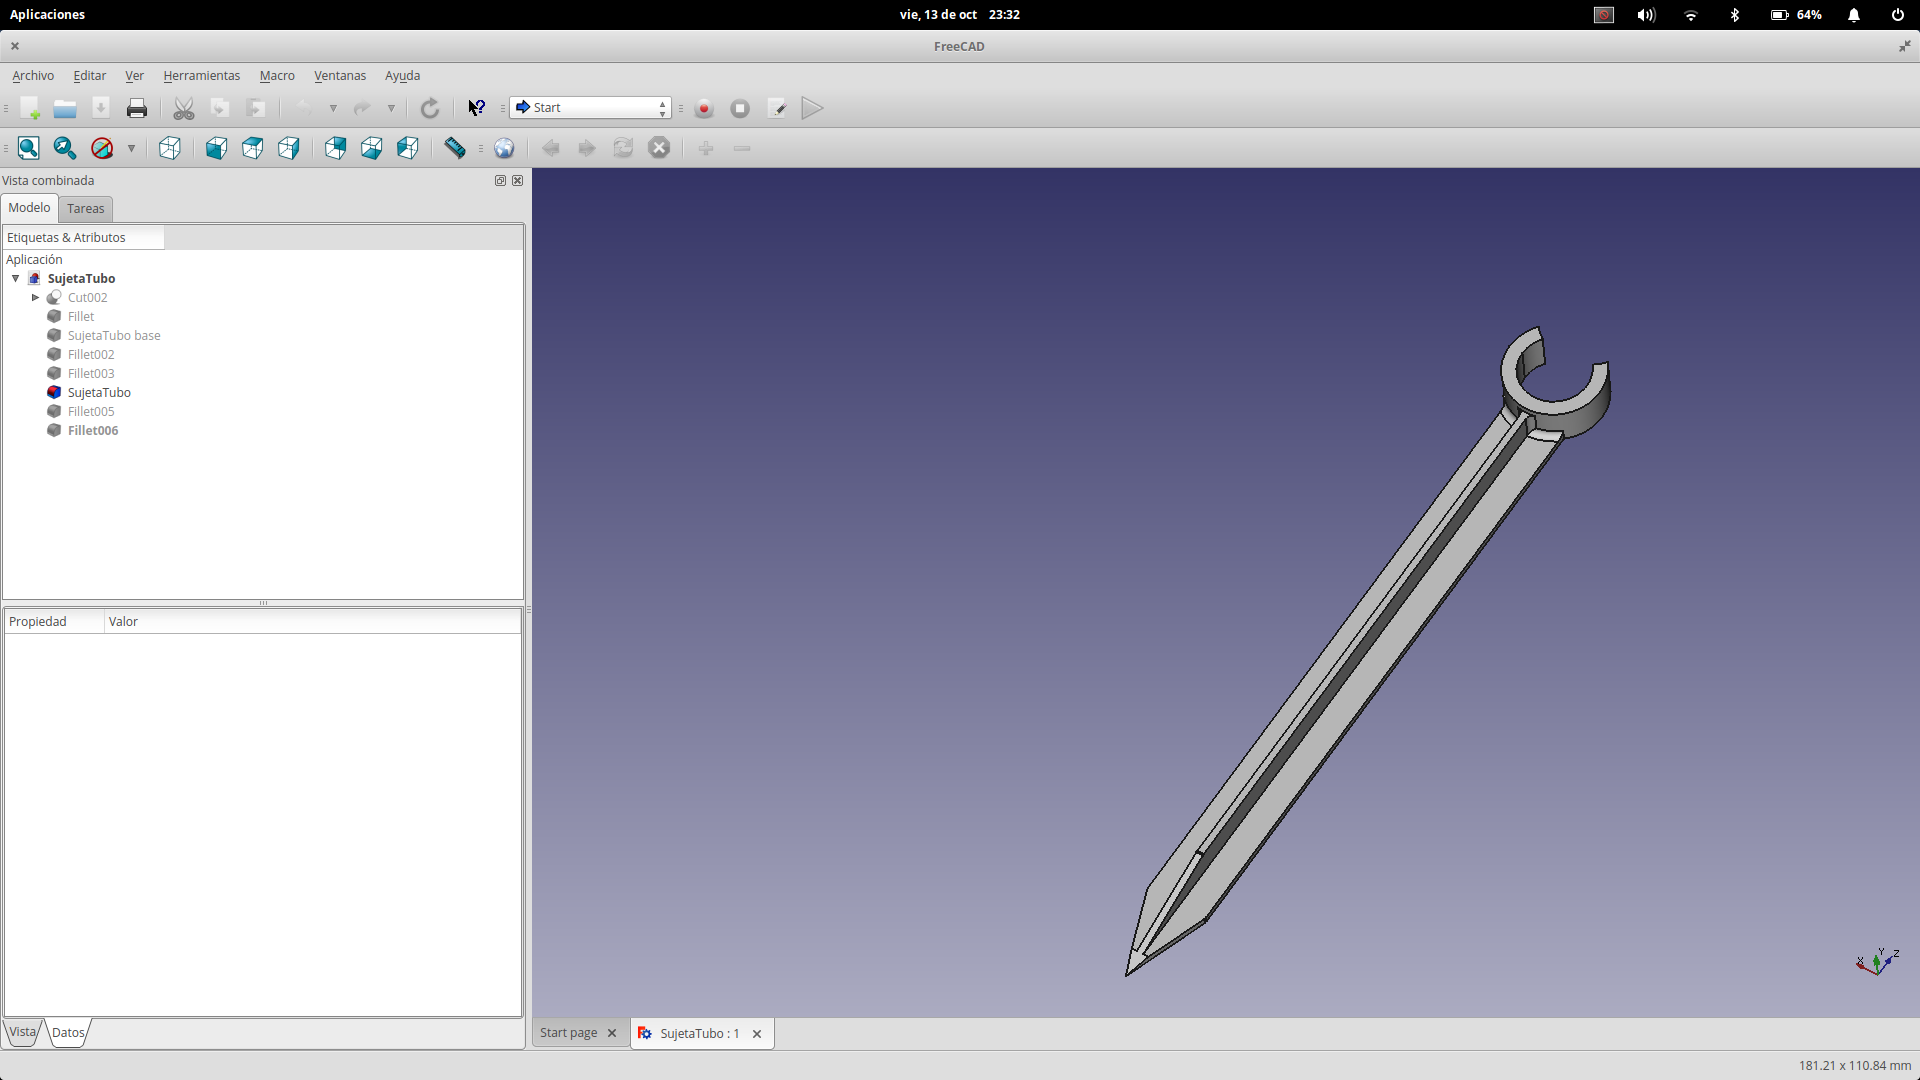 Aplicaciones
vie, 13 de oct 23:32
64%
FreeCAD
Archivo Editar Ver Herramientas Macro Ventanas Ayuda
Start
Vista combinada
Modelo Tareas
Etiquetas & Atributos
Aplicación
SujetaTubo
Cut002
Fillet
SujetaTubo base
Fillet002
Fillet003
SujetaTubo
Fillet005
Fillet006
Propiedad Valor
X Y Z
Vista Datos
Start page
SujetaTubo : 1
181.21 x 110.84 mm